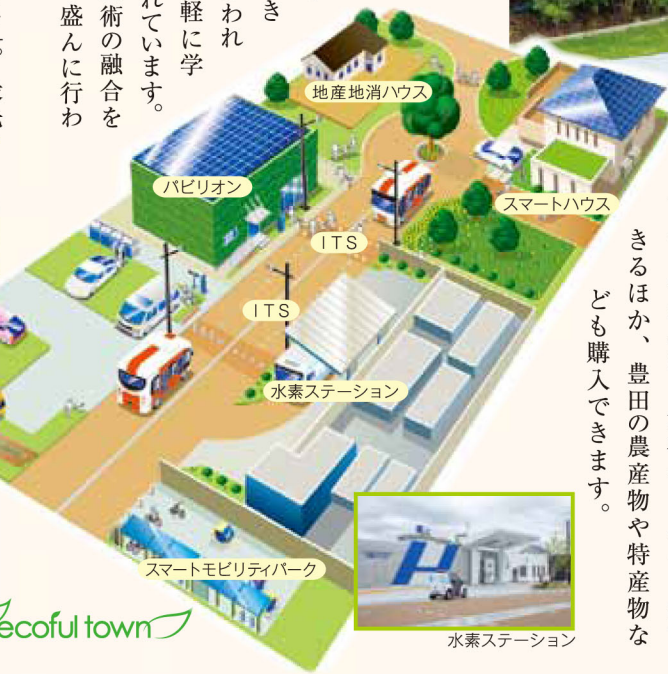 きるほか、豊田の農産物や特産物な
ども購入できます。
き
われ
軽に学
れています。
術の融合を
盛んに行わ
地産地消ハウス
パビリオン
スマートハウス
ITS
ITS
水素ステーション
スマートモビリティパーク
水素ステーション
ecoful town